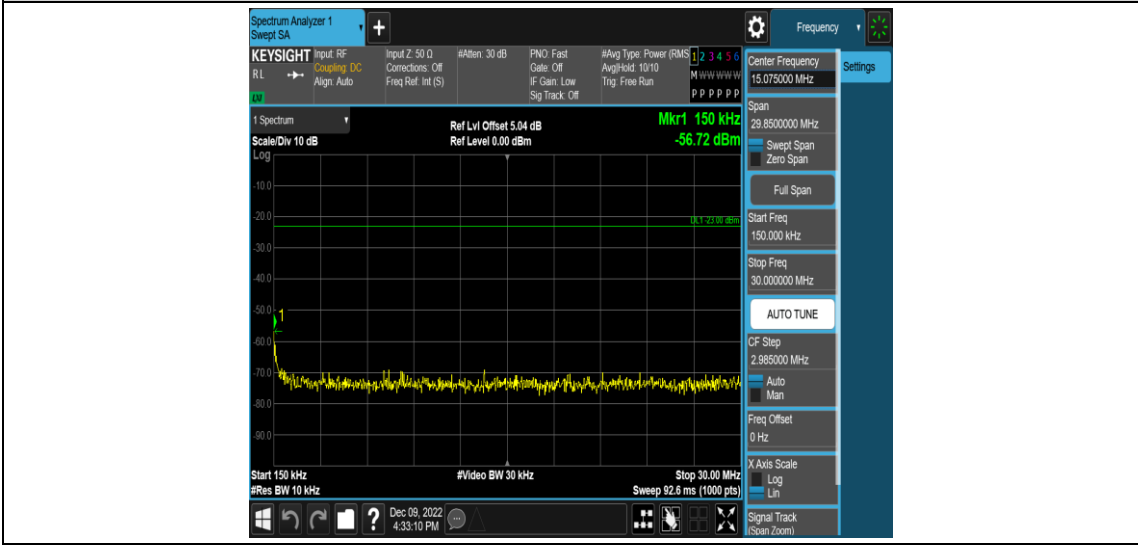 Spectrum Analyzer 1
Swept SA
+
Frequency
KEYSIGHT
RL
LM
Input: RF
Coupling: DC
Align: Auto
Input Z: 50 Ω
Corrections: Off
Freq Ref: Int (S)
#Atten: 30 dB
PNO: Fast
Gate: Off
IF Gain: Low
Sig Track: Off
#Avg Type: Power (RMS
Avg|Hold: 10/10
Trig: Free Run
1 2 3 4 5 6
M W W W W W
P P P P P P
1 Spectrum
Scale/Div 10 dB
Log
Ref Lvl Offset 5.04 dB
Ref Level 0.00 dBm
Mkr1 150 kHz
-56.72 dBm
-10.0
-20.0
DL1 -23.00 dBm
-30.0
-40.0
-50.0
1
-60.0
-70.0
-80.0
-90.0
Start 150 kHz
#Res BW 10 kHz
#Video BW 30 kHz
Stop 30.00 MHz
Sweep 92.6 ms (1000 pts)
?
Dec 09, 2022
4:33:10 PM
Center Frequency
15.075000 MHz
Settings
Span
29.8500000 MHz
Swept Span
Zero Span
Full Span
Start Freq
150.000 kHz
Stop Freq
30.000000 MHz
AUTO TUNE
CF Step
2.985000 MHz
Auto
Man
Freq Offset
0 Hz
X Axis Scale
Log
Lin
Signal Track
(Span Zoom)